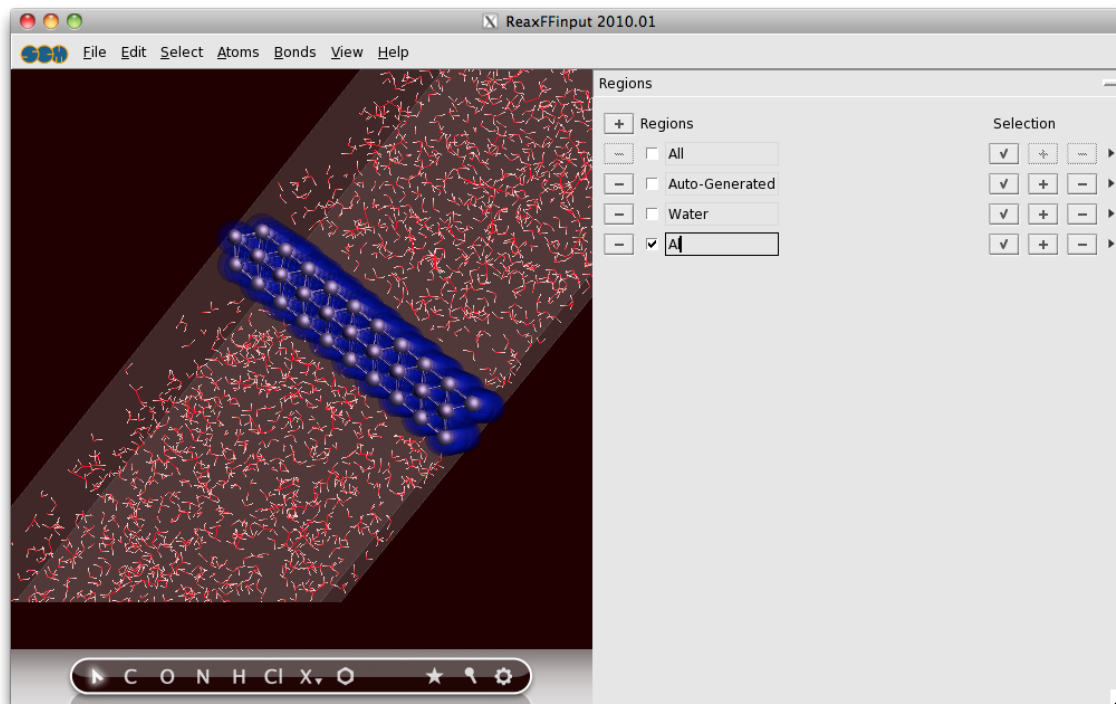 ReaxFFinput 2010.01
SCM File Edit Select Atoms Bonds View Help
Regions
+ Regions Selection
All
Auto-Generated
Water
Al
C O N H Cl X